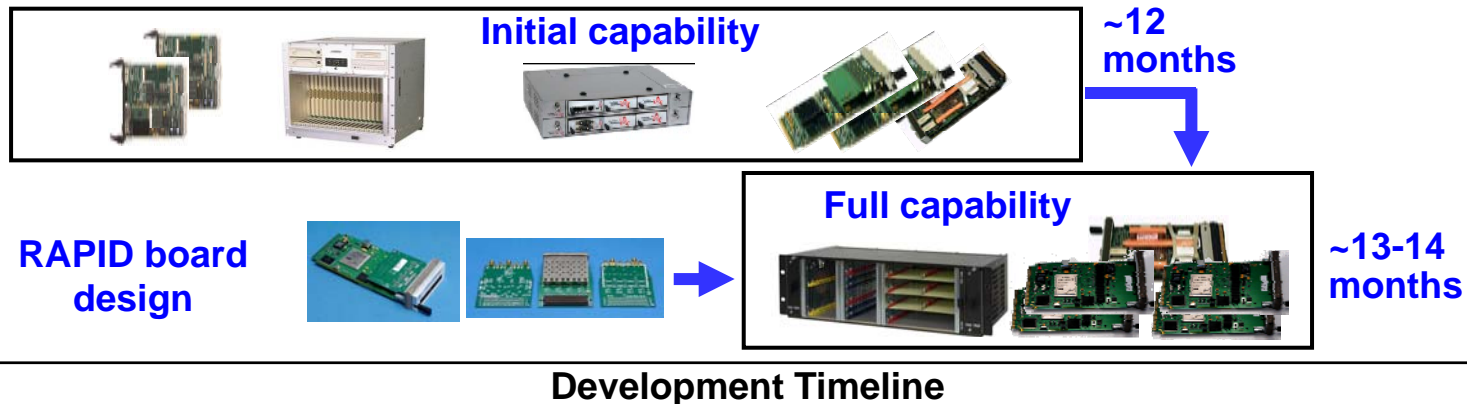 Initial capability
~12
months
Full capability
RAPID board
design
~13-14
months
Development Timeline